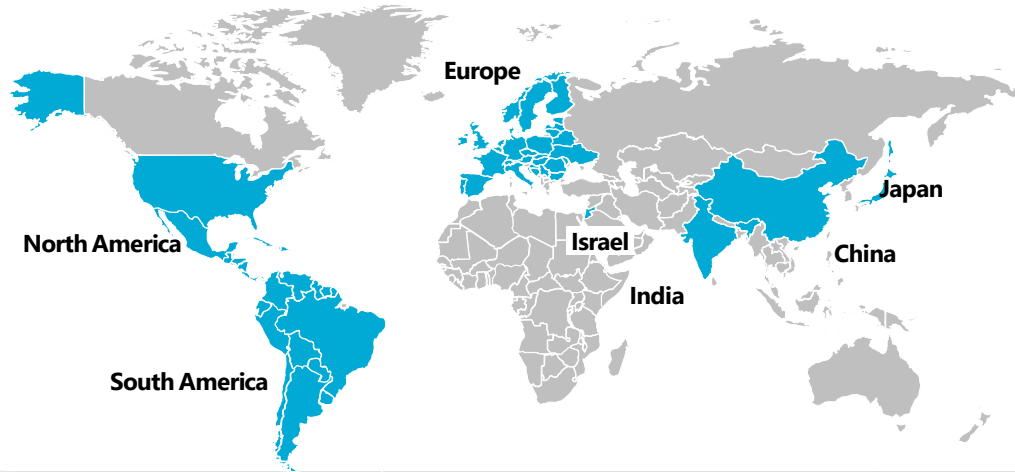 Europe
Japan
North America
Israel
China
India
South America